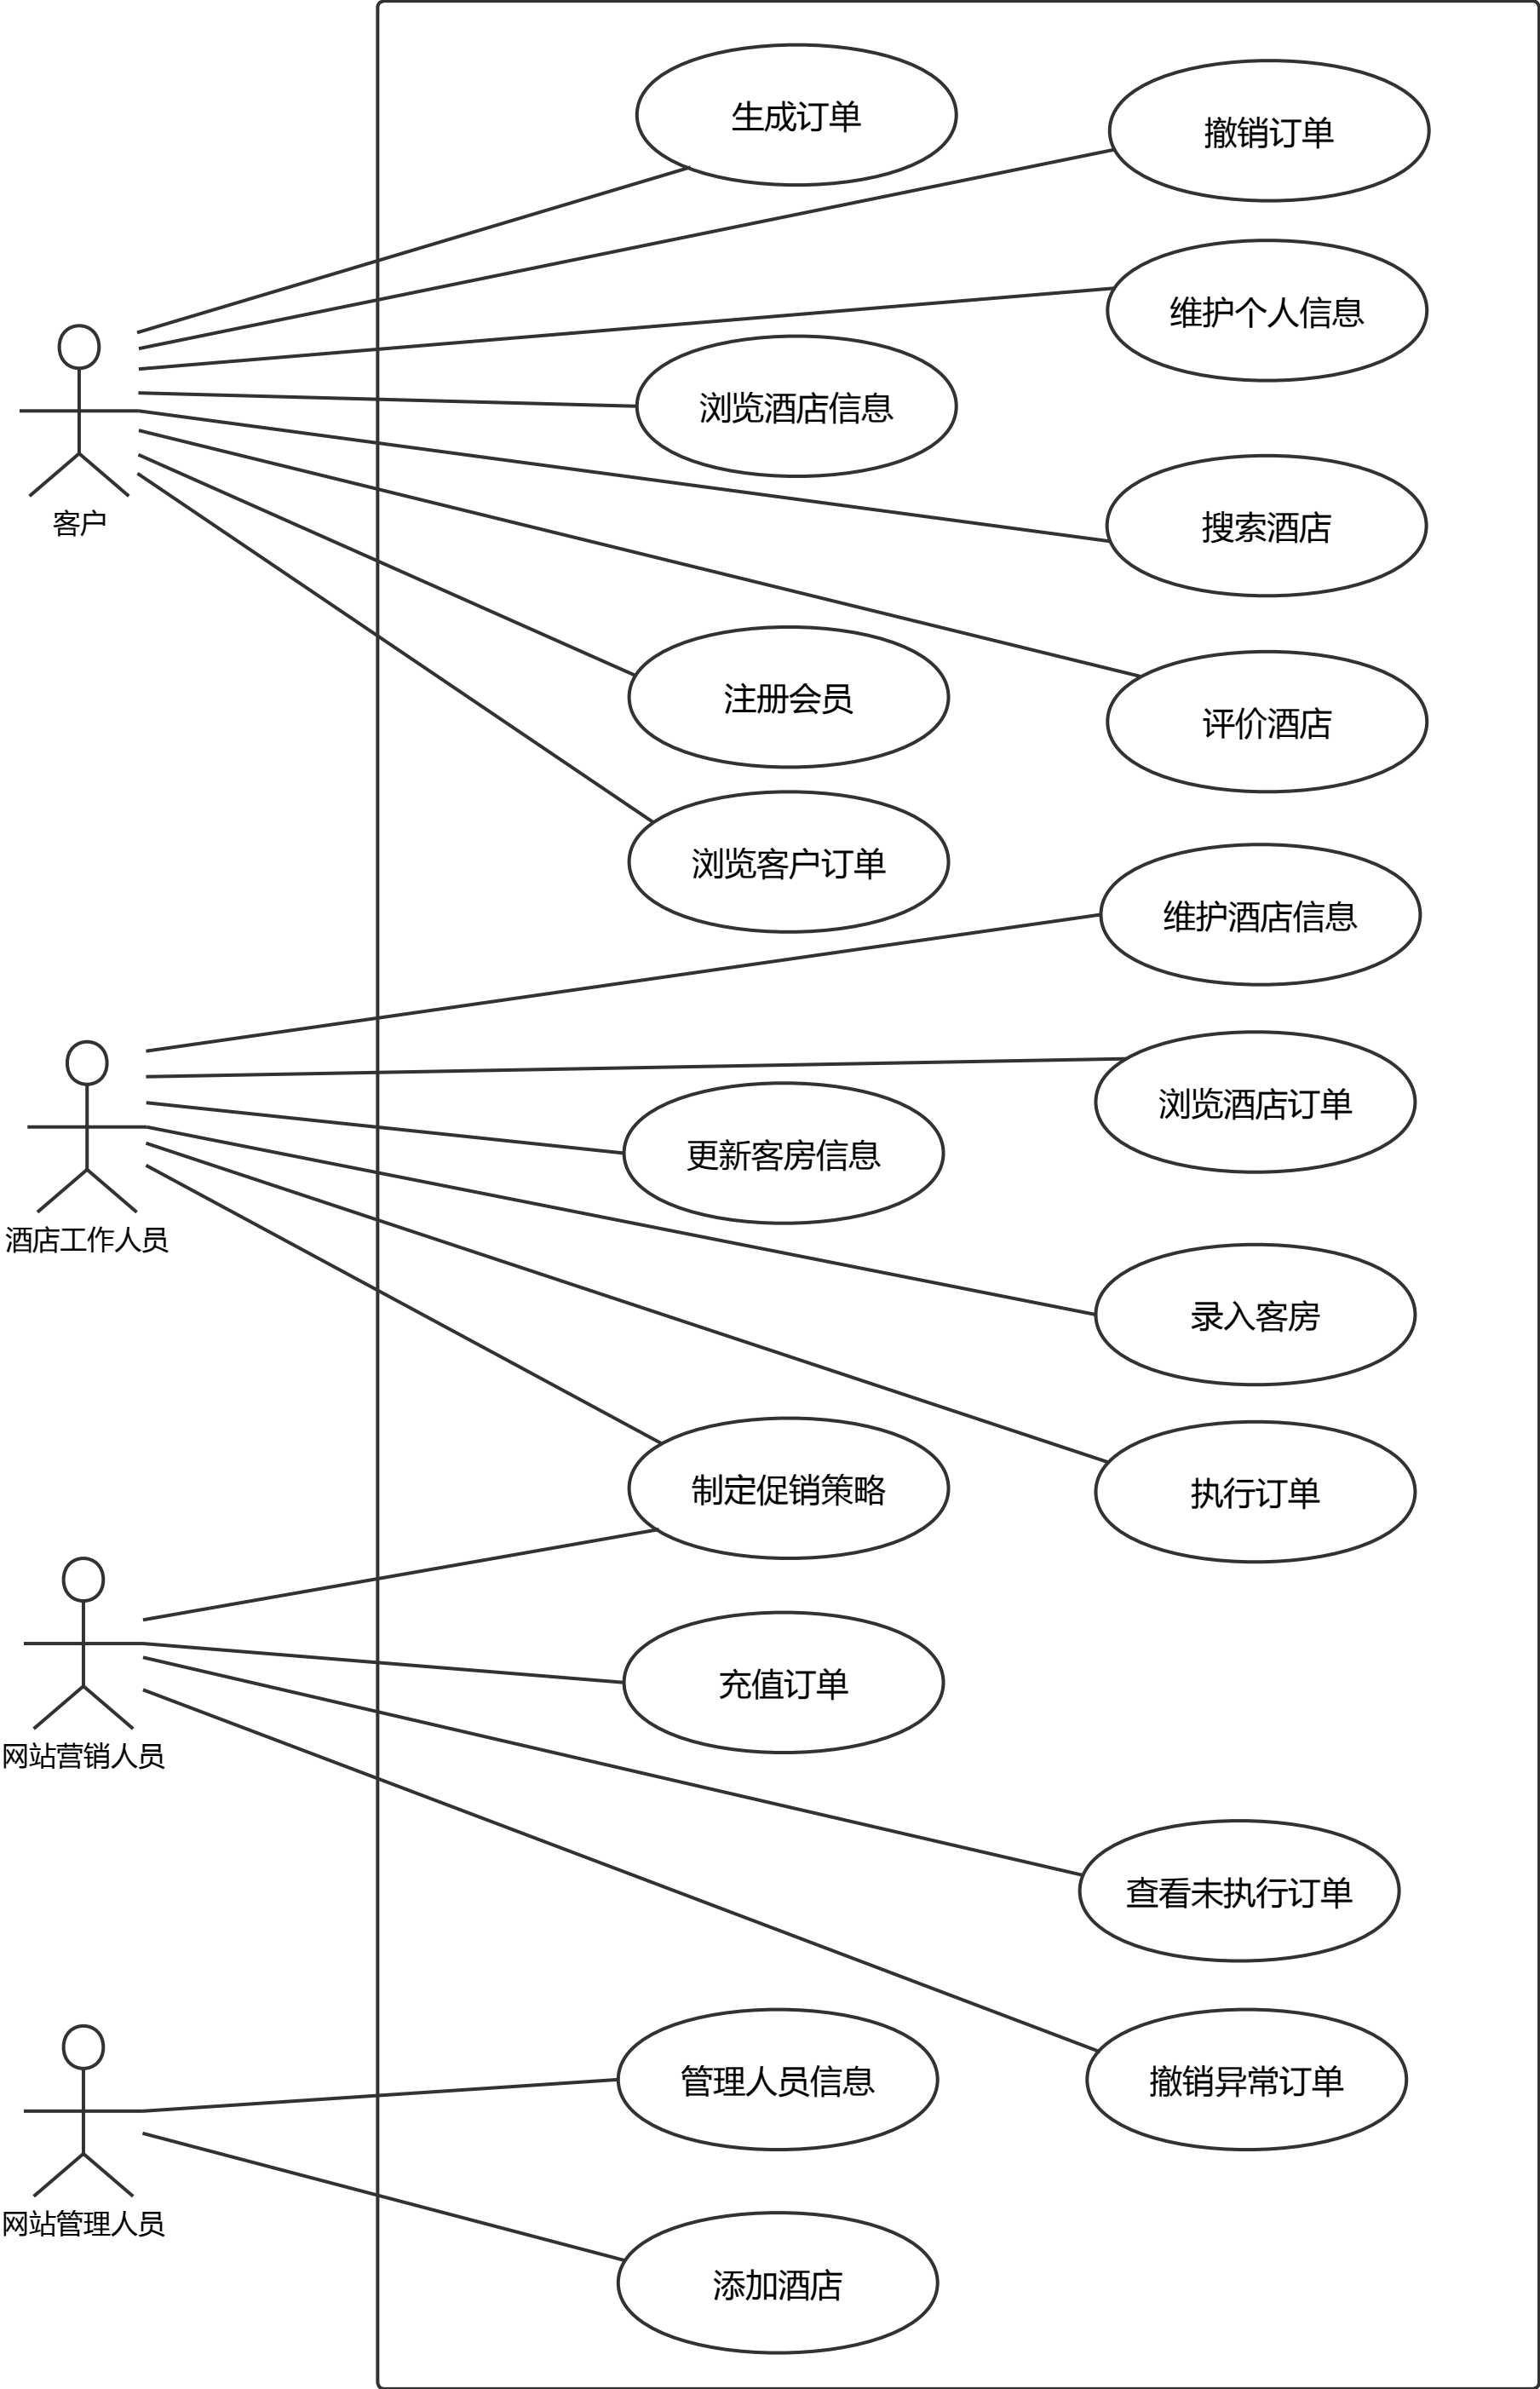 生成订单
撤销订单
维护个人信息
浏览酒店信息
客户
搜索酒店
注册会员
评价酒店
浏览客户订单
维护酒店信息
浏览酒店订单
更新客房信息
酒店工作人员
录入客房
制定促销策略
执行订单
充值订单
网站营销人员
查看未执行订单
管理人员信息
撤销异常订单
网站管理人员
添加酒店